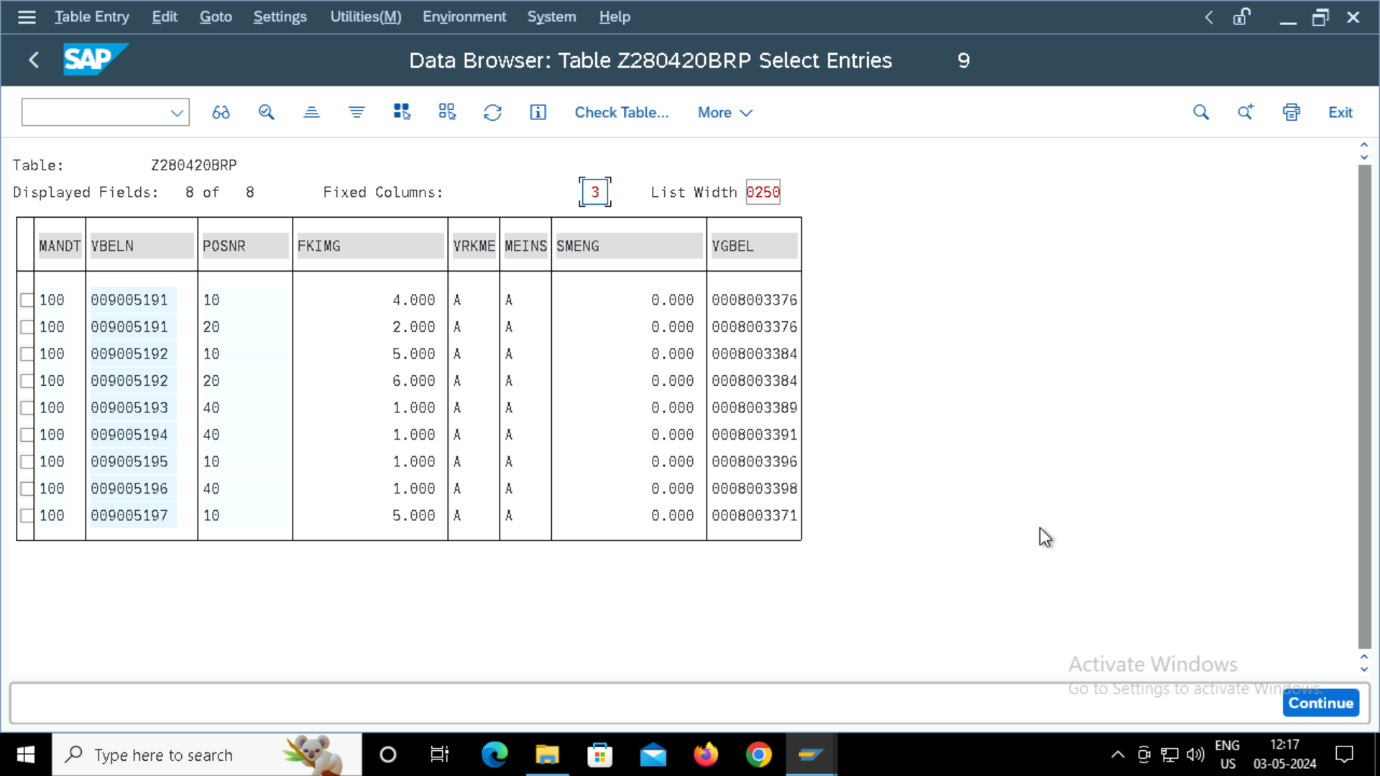 Table Entry Edit Goto Settings Utilities(M) Environment System Help
SAP Data Browser: Table Z280420BRP Select Entries 9
Check Table... More Exit
Table: Z280420BRP
Displayed Fields: 8 of 8 Fixed Columns: 3 List Width 0250
MANDT VBELN POSNR FKIMG VRKME MEINS SMENG VGBEL
100 009005191 10 4.000 A A 0.000 0008003376
100 009005191 20 2.000 A A 0.000 0008003376
100 009005192 10 5.000 A A 0.000 0008003384
100 009005192 20 6.000 A A 0.000 0008003384
100 009005193 40 1.000 A A 0.000 0008003389
100 009005194 40 1.000 A A 0.000 0008003391
100 009005195 10 1.000 A A 0.000 0008003396
100 009005196 40 1.000 A A 0.000 0008003398
100 009005197 10 5.000 A A 0.000 0008003371
Activate Windows
Go to Settings to activate Windows.
Continue
Type here to search
ENG
US
12:17
03-05-2024